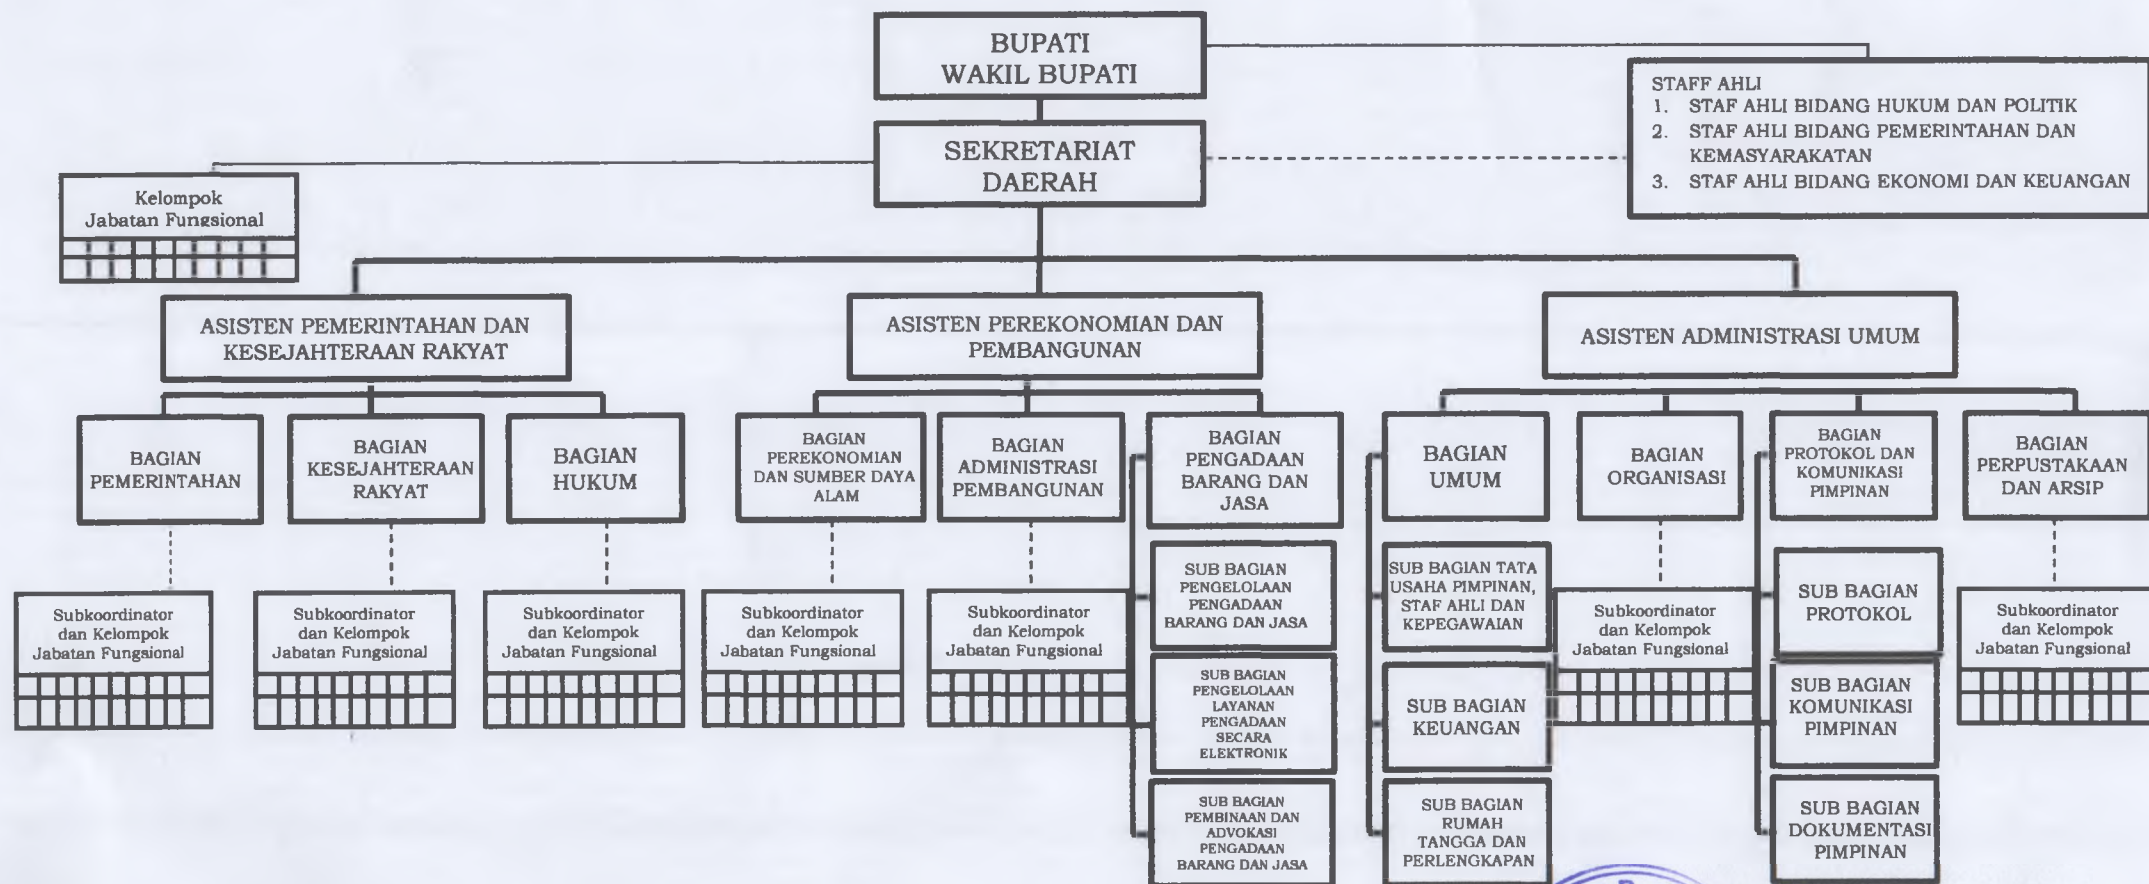 BUPATI
WAKIL BUPATI
STAFF AHLI
1. STAF AHLI BIDANG HUKUM DAN POLITIK
2. STAF AHLI BIDANG PEMERINTAHAN DAN
KEMASYARAKATAN
3. STAF AHLI BIDANG EKONOMI DAN KEUANGAN
SEKRETARIAT
DAERAH
Kelompok
Jabatan Fungsional
ASISTEN PEMERINTAHAN DAN
KESEJAHTERAAN RAKYAT
ASISTEN PEREKONOMIAN DAN
PEMBANGUNAN
ASISTEN ADMINISTRASI UMUM
BAGIAN
PEMERINTAHAN
BAGIAN
KESEJAHTERAAN
RAKYAT
BAGIAN
HUKUM
BAGIAN
PEREKONOMIAN
DAN SUMBER DAYA
ALAM
BAGIAN
ADMINISTRASI
PEMBANGUNAN
BAGIAN
PENGADAAN
BARANG DAN
JASA
BAGIAN
UMUM
BAGIAN
ORGANISASI
BAGIAN
PROTOKOL DAN
KOMUNIKASI
PIMPINAN
BAGIAN
PERPUSTAKAAN
DAN ARSIP
Subkoordinator
dan Kelompok
Jabatan Fungsional
Subkoordinator
dan Kelompok
Jabatan Fungsional
Subkoordinator
dan Kelompok
Jabatan Fungsional
Subkoordinator
dan Kelompok
Jabatan Fungsional
Subkoordinator
dan Kelompok
Jabatan Fungsional
SUB BAGIAN
PENGELOLAAN
PENGADAAN
BARANG DAN JASA
SUB BAGIAN TATA
USAHA PIMPINAN,
STAF AHLI DAN
KEPEGAWAIAN
Subkoordinator
dan Kelompok
Jabatan Fungsional
SUB BAGIAN
PROTOKOL
Subkoordinator
dan Kelompok
Jabatan Fungsional
SUB BAGIAN
PENGELOLAAN
LAYANAN
PENGADAAN
SECARA
ELEKTRONIK
SUB BAGIAN
KEUANGAN
SUB BAGIAN
KOMUNIKASI
PIMPINAN
SUB BAGIAN
PEMBINAAN DAN
ADVOKASI
PENGADAAN
BARANG DAN JASA
SUB BAGIAN
RUMAH
TANGGA DAN
PERLENGKAPAN
SUB BAGIAN
DOKUMENTASI
PIMPINAN